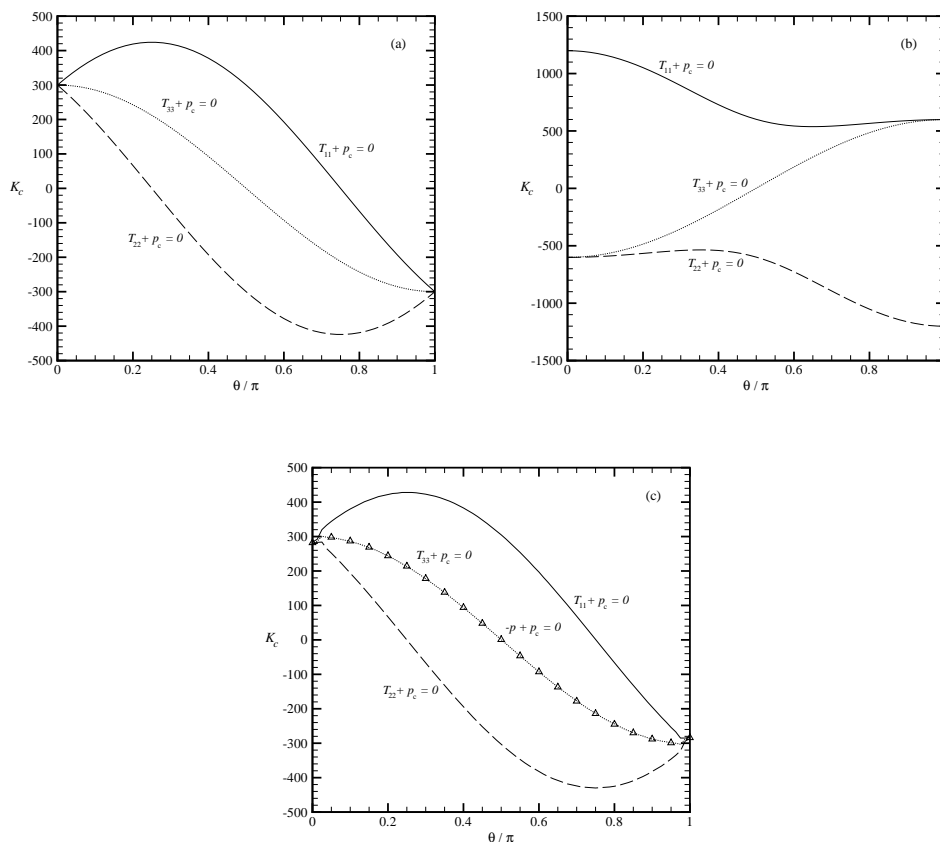 500
400
300
200
100
0
-100
-200
-300
-400
-500
K_c
0
0.2
0.4
0.6
0.8
1
θ / π
(a)
T_33 + p_c = 0
T_11 + p_c = 0
T_22 + p_c = 0
1500
1000
500
0
-500
-1000
-1500
K_c
0
0.2
0.4
0.6
0.8
θ / π
(b)
T_11 + p_c = 0
T_33 + p_c = 0
T_22 + p_c = 0
500
400
300
200
100
0
-100
-200
-300
-400
-500
K_c
0
0.2
0.4
0.6
0.8
1
θ / π
(c)
T_33 + p_c = 0
T_11 + p_c = 0
-p + p_c = 0
T_22 + p_c = 0